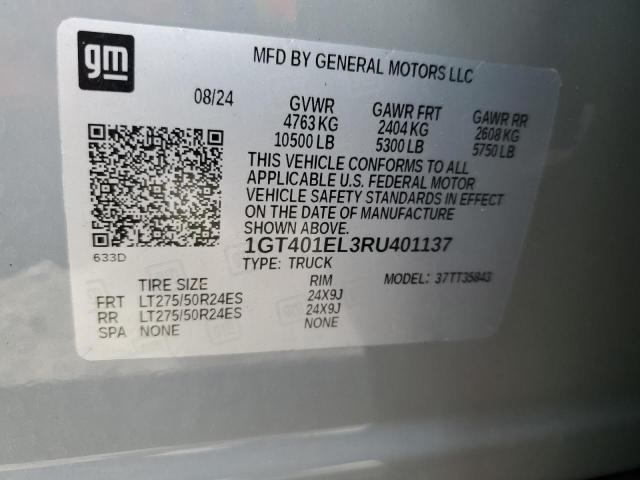 gm
MFD BY GENERAL MOTORS LLC
08/24 GVWR GAWR FRT GAWR RR
4763 KG 2404 KG 2608 KG
10500 LB 5300 LB 5750 LB
THIS VEHICLE CONFORMS TO ALL
APPLICABLE U.S. FEDERAL MOTOR
VEHICLE SAFETY STANDARDS IN EFFECT
ON THE DATE OF MANUFACTURE
SHOWN ABOVE.
1GT401EL3RU401137
633D TYPE: TRUCK MODEL: 37TT35843
TIRE SIZE RIM
FRT LT275/50R24ES 24X9J
RR LT275/50R24ES 24X9J
SPA NONE NONE